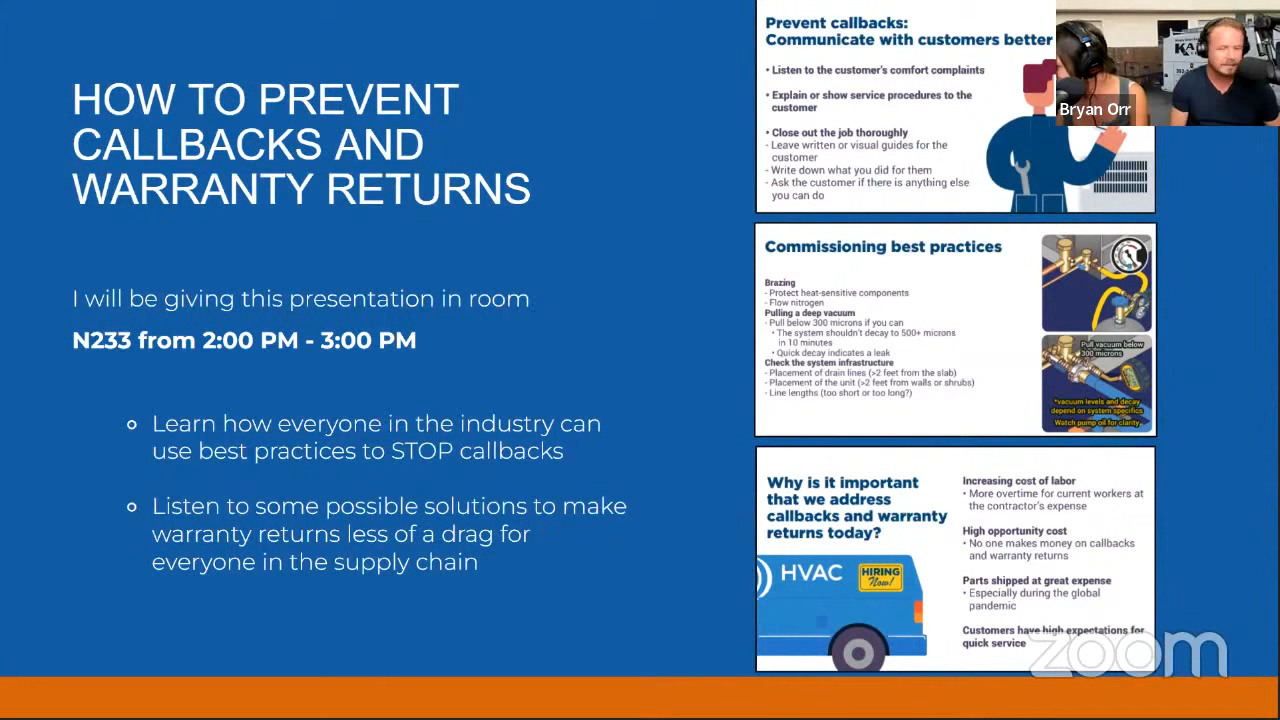 HOW TO PREVENT
CALLBACKS AND
WARRANTY RETURNS
I will be giving this presentation in room
N233 from 2:00 PM - 3:00 PM
Learn how everyone in the industry can
use best practices to STOP callbacks
Listen to some possible solutions to make
warranty returns less of a drag for
everyone in the supply chain
Prevent callbacks:
Communicate with customers better
• Listen to the customer's comfort complaints
• Explain or show service procedures to the
customer
• Close out the job thoroughly
- Leave written or visual guides for the
customer
- Write down what you did for them
- Ask the customer if there is anything else
you can do
Bryan Orr
Commissioning best practices
Brazing
- Protect heat-sensitive components
- Flow nitrogen
Pulling a deep vacuum
- Pull below 300 microns if you can
• The system shouldn't decay to 500+ microns
in 10 minutes
• Quick decay indicates a leak
Check the system infrastructure
- Placement of drain lines (>2 feet from the slab)
- Placement of the unit (>2 feet from walls or shrubs)
- Line lengths (too short or too long?)
Pull vacuum below
300 microns
*vacuum levels and decay
depend on system specifics
Watch pump oil for clarity
Why is it important
that we address
callbacks and warranty
returns today?
HVAC
HIRING
Now!
Increasing cost of labor
• More overtime for current workers at
the contractor's expense
High opportunity cost
• No one makes money on callbacks
and warranty returns
Parts shipped at great expense
• Especially during the global
pandemic
Customers have high expectations for
quick service
zoom